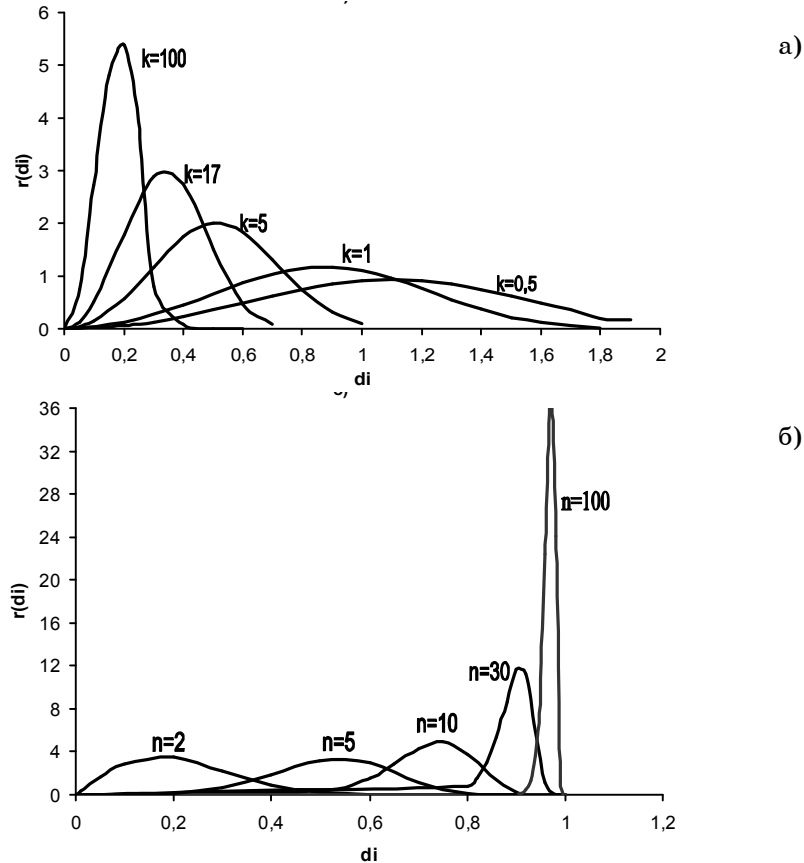 6
а)
5
k=100
4
r(di)
3
k=17
2
k=5
k=1
1
k=0,5
0
0 0,2 0,4 0,6 0,8 1 1,2 1,4 1,6 1,8 2
di
36
б)
32
28
n=100
24
20
r(di)
16
12
n=30
8
n=10
n=2 n=5
4
0
0 0,2 0,4 0,6 0,8 1 1,2
di